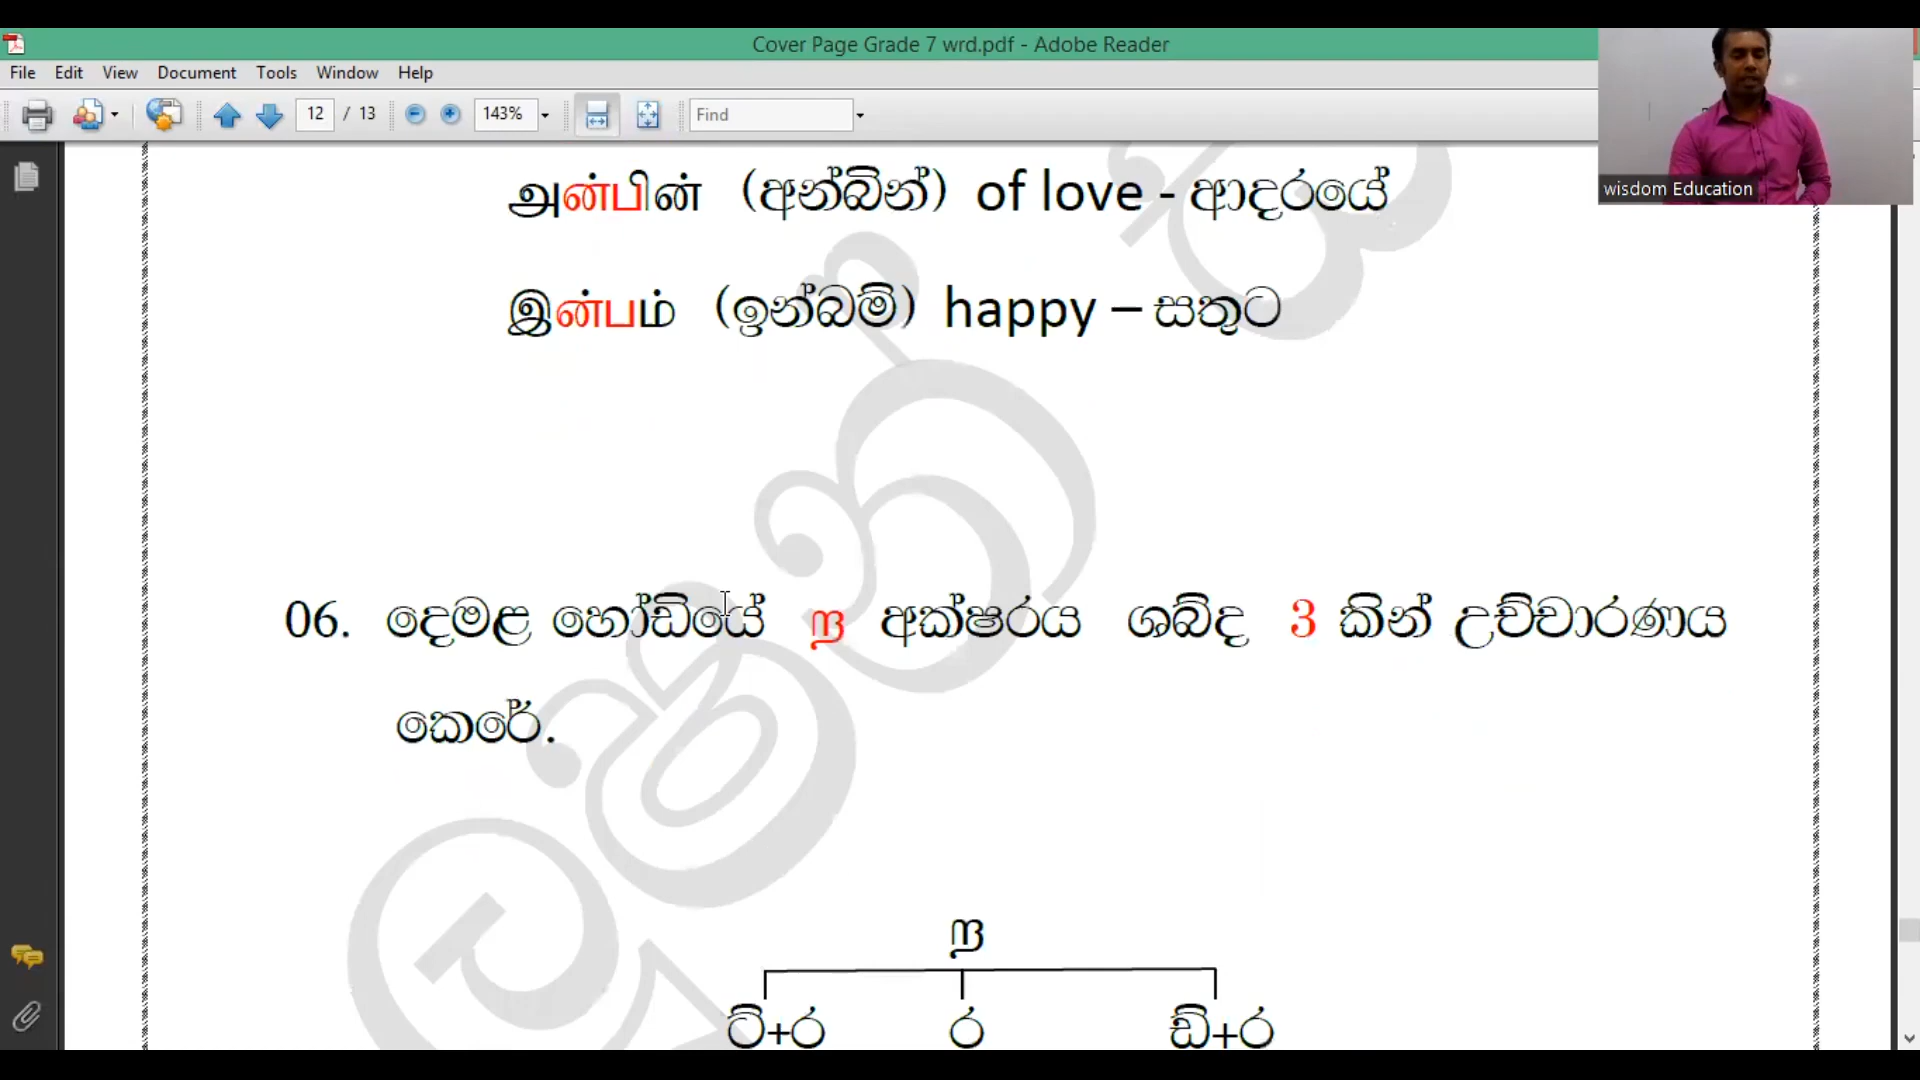 Cover Page Grade 7 wrd.pdf - Adobe Reader
File Edit View Document Tools Window Help
12 / 13 143% Find
wisdom Education
அன்பின் (අන්බින්) of love - ආදරයේ
இன்பம் (ඉන්බම්) happy – සතුට
06. දෙමළ හෝඩියේ ற අක්ෂරය ශබ්ද 3 කින් උච්චාරණය
කෙරේ.
ற
ට්+ර ර ඩ්+ර